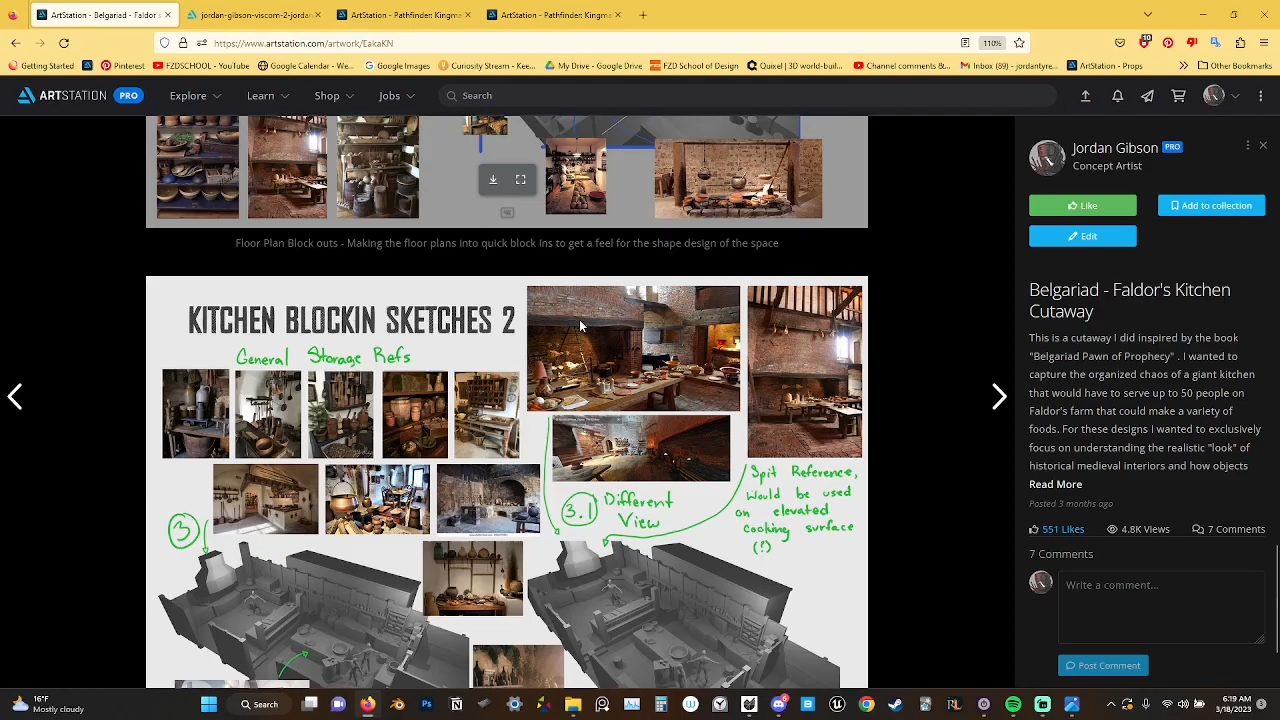 ArtStation - Belgariad - Faldor's
jordan-gibson-viscom-2-jordan
ArtStation - Pathfinder: Kingma
ArtStation - Pathfinder: Kingma
https://www.artstation.com/artwork/EakaKN
110%
10
Getting Started
Pinterest
FZDSCHOOL - YouTube
Google Calendar - We...
Google Images
Curiosity Stream - Kee...
My Drive - Google Drive
FZD School of Design
Quixel | 3D world-buil...
Channel comments &...
Inbox (89) - jordantyre...
ArtStation - Props
Other Bookmarks
ARTSTATION PRO
Explore
Learn
Shop
Jobs
Search
Floor Plan Block outs - Making the floor plans into quick block ins to get a feel for the shape design of the space
KITCHEN BLOCKIN SKETCHES 2
General Storage Refs
3
3.1 Different
View
Spit Reference,
Would be used
on elevated
cooking surface
(?)
Jordan Gibson PRO
Concept Artist
Like
Add to collection
Edit
Belgariad - Faldor's Kitchen
Cutaway
This is a cutaway I did inspired by the book
"Belgeriad Pawn of Prophecy" . I wanted to
capture the organized chaos of a giant kitchen
that would have to serve up to 50 people on
Faldor's farm that could make a variety of
foods. For these designs I wanted to exclusively
focus on understanding the realistic "look" of
historical medieval interiors and how objects
Read More
Posted 3 months ago
551 Likes
4.8K Views
7 Comments
7 Comments
Write a comment...
Post Comment
16°F
Mostly cloudy
Search
6:19 AM
3/18/2023